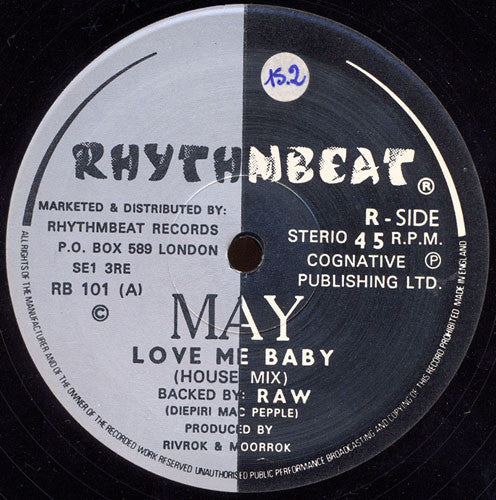 15.2
RHYTHMBEAT ®
MARKETED & DISTRIBUTED BY:
RHYTHMBEAT RECORDS
P.O. BOX 589 LONDON
SE1 3RE
RB 101 (A)
©
R - SIDE
STERIO 45 R.P.M.
COGNATIVE ℗
PUBLISHING LTD.
MAY
LOVE ME BABY
(HOUSE MIX)
BACKED BY: RAW
(DIEPIRI MAC PEPPLE)
PRODUCED BY
RIVROK & MOORROK
ALL RIGHTS OF THE MANUFACTURER AND OF THE OWNER OF THE RECORDED WORK RESERVED UNAUTHORISED PUBLIC PERFORMANCE BROADCASTING AND COPYING OF THIS RECORD PROHIBITED MADE IN ENGLAND